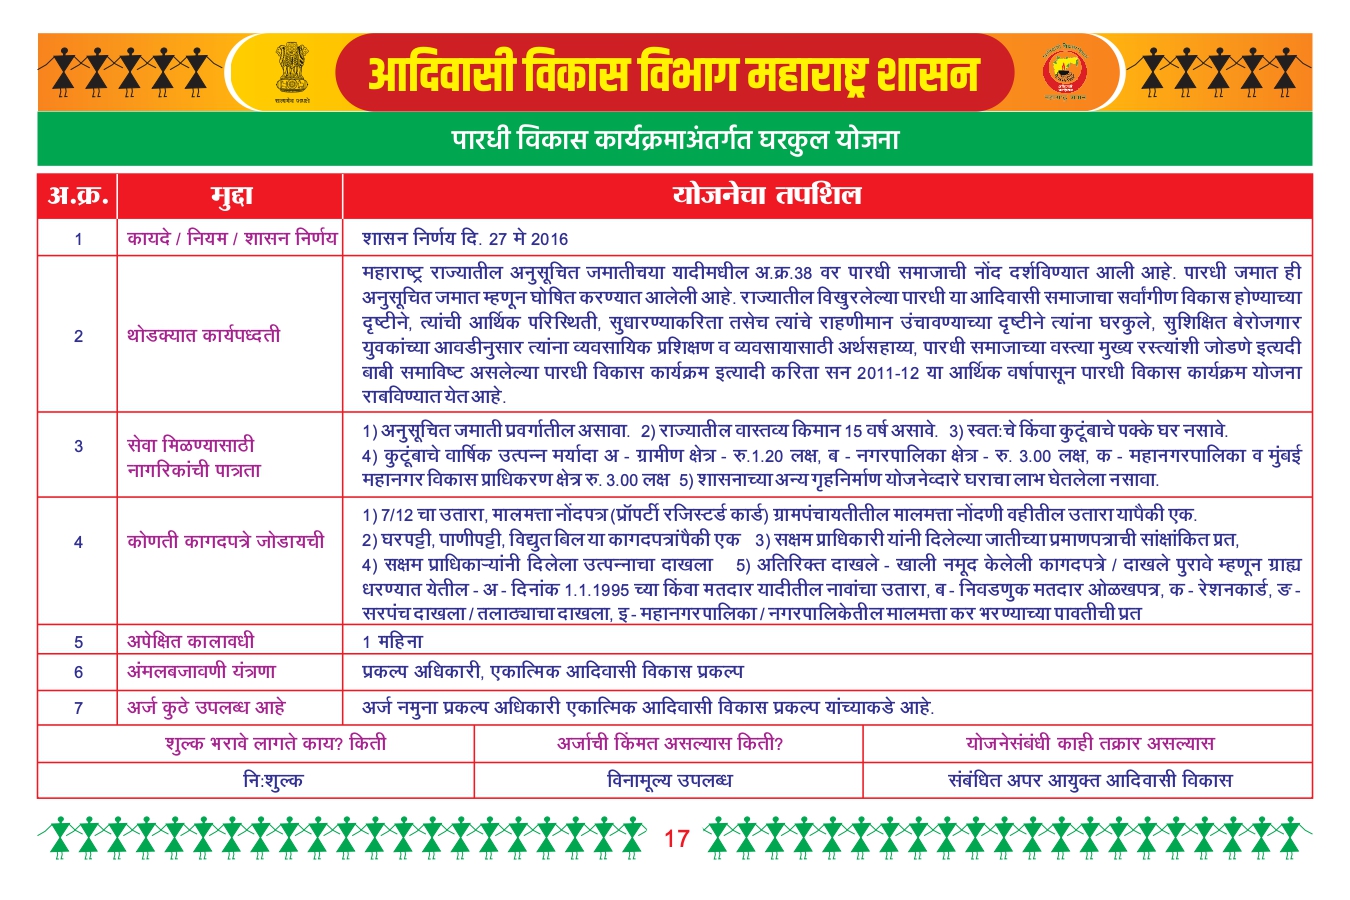 सत्यमेव जयते
आदिवासी विकास विभाग महाराष्ट्र शासन
पारधी विकास कार्यक्रमाअंतर्गत घरकुल योजना
अ.क्र. मुद्दा योजनेचा तपशिल
1 कायदे / नियम / शासन निर्णय शासन निर्णय दि. 27 मे 2016
2 थोडक्यात कार्यपध्दती
महाराष्ट्र राज्यातील अनुसूचित जमातीचया यादीमधील अ.क्र.38 वर पारधी समाजाची नोंद दर्शविण्यात आली आहे. पारधी जमात ही
अनुसूचित जमात म्हणून घोषित करण्यात आलेली आहे. राज्यातील विखुरलेल्या पारधी या आदिवासी समाजाचा सर्वांगीण विकास होण्याच्या
दृष्टीने, त्यांची आर्थिक परिस्थिती, सुधारण्याकरिता तसेच त्यांचे राहणीमान उंचावण्याच्या दृष्टीने त्यांना घरकुले, सुशिक्षित बेरोजगार
युवकांच्या आवडीनुसार त्यांना व्यवसायिक प्रशिक्षण व व्यवसायासाठी अर्थसहाय्य, पारधी समाजाच्या वस्त्या मुख्य रस्त्यांशी जोडणे इत्यदी
बाबी समाविष्ट असलेल्या पारधी विकास कार्यक्रम इत्यादी करिता सन 2011-12 या आर्थिक वर्षापासून पारधी विकास कार्यक्रम योजना
राबविण्यात येत आहे.
3 सेवा मिळण्यासाठी
नागरिकांची पात्रता
1) अनुसूचित जमाती प्रवर्गातील असावा. 2) राज्यातील वास्तव्य किमान 15 वर्ष असावे. 3) स्वत:चे किंवा कुटूंबाचे पक्के घर नसावे.
4) कुटूंबाचे वार्षिक उत्पन्न मर्यादा अ - ग्रामीण क्षेत्र - रु.1.20 लक्ष, ब - नगरपालिका क्षेत्र - रु. 3.00 लक्ष, क - महानगरपालिका व मुंबई
महानगर विकास प्राधिकरण क्षेत्र रु. 3.00 लक्ष 5) शासनाच्या अन्य गृहनिर्माण योजनेव्दारे घराचा लाभ घेतलेला नसावा.
4 कोणती कागदपत्रे जोडायची
1) 7/12 चा उतारा, मालमत्ता नोंदपत्र (प्रॉपर्टी रजिस्टर्ड कार्ड) ग्रामपंचायतीतील मालमत्ता नोंदणी वहीतील उतारा यापैकी एक.
2) घरपट्टी, पाणीपट्टी, विद्युत बिल या कागदपत्रांपैकी एक 3) सक्षम प्राधिकारी यांनी दिलेल्या जातीच्या प्रमाणपत्राची सांक्षांकित प्रत,
4) सक्षम प्राधिकाऱ्यांनी दिलेला उत्पन्नाचा दाखला 5) अतिरिक्त दाखले - खाली नमूद केलेली कागदपत्रे / दाखले पुरावे म्हणून ग्राह्य
धरण्यात येतील - अ - दिनांक 1.1.1995 च्या किंवा मतदार यादीतील नावांचा उतारा, ब - निवडणुक मतदार ओळखपत्र, क - रेशनकार्ड, ङ -
सरपंच दाखला / तलाठ्याचा दाखला, इ - महानगरपालिका / नगरपालिकेतील मालमत्ता कर भरण्याच्या पावतीची प्रत
5 अपेक्षित कालावधी 1 महिना
6 अंमलबजावणी यंत्रणा प्रकल्प अधिकारी, एकात्मिक आदिवासी विकास प्रकल्प
7 अर्ज कुठे उपलब्ध आहे अर्ज नमुना प्रकल्प अधिकारी एकात्मिक आदिवासी विकास प्रकल्प यांच्याकडे आहे.
शुल्क भरावे लागते काय? किती अर्जाची किंमत असल्यास किती? योजनेसंबंधी काही तक्रार असल्यास
नि:शुल्क विनामूल्य उपलब्ध संबंधित अपर आयुक्त आदिवासी विकास
17